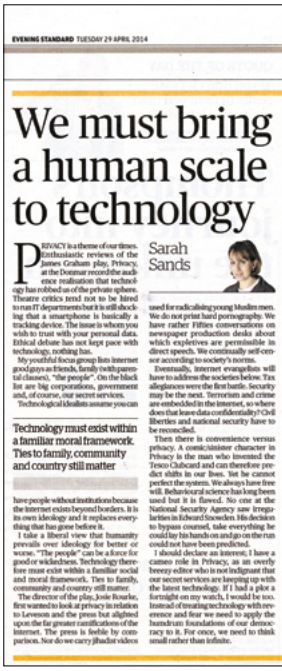 EVENING STANDARD TUESDAY 29 APRIL 2014
We must bring
a human scale
to technology
PRIVACY is a theme of our times.
Enthusiastic reviews of the
James Graham play, Privacy,
at the Donmar record the audi-
ence realisation that technol-
ogy has robbed us of the private sphere.
Theatre critics tend not to be hired
to run IT departments but it is still shock-
ing that a smartphone is basically a
tracking device. The issue is whom you
wish to trust with your personal data.
Ethical debate has not kept pace with
technology, nothing has.
My youthful focus group lists internet
good guys as friends, family (with paren-
tal clauses), "the people". On the black
list are big corporations, government
and, of course, our secret services.
Technological idealists assume you can
Technology must exist within
a familiar moral framework.
Ties to family, community
and country still matter
have people without institutions because
the internet exists beyond borders. It is
its own ideology and it replaces every-
thing that has gone before it.
I take a liberal view that humanity
prevails over ideology for better or
worse. "The people" can be a force for
good or wickedness. Technology there-
fore must exist within a familiar social
and moral framework. Ties to family,
community and country still matter.
The director of the play, Josie Rourke,
first wanted to look at privacy in relation
to Leveson and the press but alighted
upon the far greater ramifications of the
internet. The press is feeble by com-
parison. Nor do we carry jihadist videos
Sarah
Sands
used for radicalising young Muslim men.
We do not print hard pornography. We
have rather Fifties conversations on
newspaper production desks about
which expletives are permissible in
direct speech. We continually self-cen-
sor according to society's norms.
Eventually, internet evangelists will
have to address the societies below. Tax
allegiances were the first battle. Security
may be the next. Terrorism and crime
are embedded in the internet, so where
does that leave data confidentiality? Civil
liberties and national security have to
be reconciled.
Then there is convenience versus
privacy. A comic/sinister character in
Privacy is the man who invented the
Tesco Clubcard and can therefore pre-
dict shifts in our lives. Yet he cannot
perfect the system. We always have free
will. Behavioural science has long been
used but it is flawed. No one at the
National Security Agency saw irregu-
larities in Edward Snowden. His decision
to bypass counsel, take everything he
could lay his hands on and go on the run
could not have been predicted.
I should declare an interest; I have a
cameo role in Privacy, as an overly
breezy editor who is not indignant that
our secret services are keeping up with
the latest technology. If I had a plot a
fortnight on my watch, I would be too.
Instead of treating technology with rev-
erence and fear we need to apply the
humdrum foundations of our democ-
racy to it. For once, we need to think
small rather than infinite.